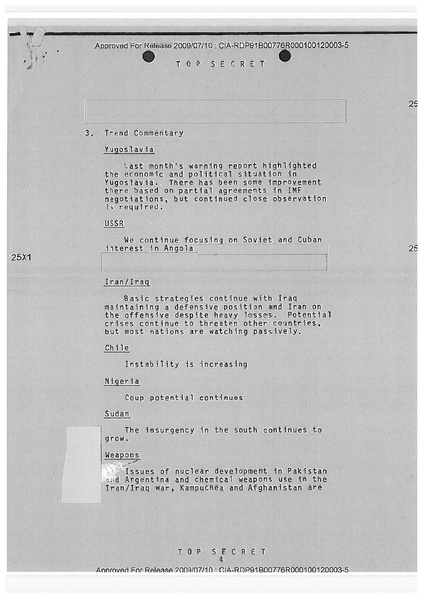 Approved For Release 2009/07/10 : CIA-RDP91B00776R000100120003-5
TOP SECRET
25
3. Trend Commentary
Yugoslavia
Last month's warning report highlighted
the economic and political situation in
Yugoslavia. There has been some improvement
there based on partial agreements in IMF
negotiations, but continued close observation
is required.
USSR
We continue focusing on Soviet and Cuban
interest in Angola
25X1
25
Iran/Iraq
Basic strategies continue with Iraq
maintaining a defensive position and Iran on
the offensive despite heavy losses. Potential
crises continue to threaten other countries,
but most nations are watching passively.
Chile
Instability is increasing
Nigeria
Coup potential continues
Sudan
The insurgency in the south continues to
grow.
Weapons
Issues of nuclear development in Pakistan
and Argentina and chemical weapons use in the
Iran/Iraq War, Kampuchea and Afghanistan are
TOP SECRET
4
Approved For Release 2009/07/10 : CIA-RDP91B00776R000100120003-5